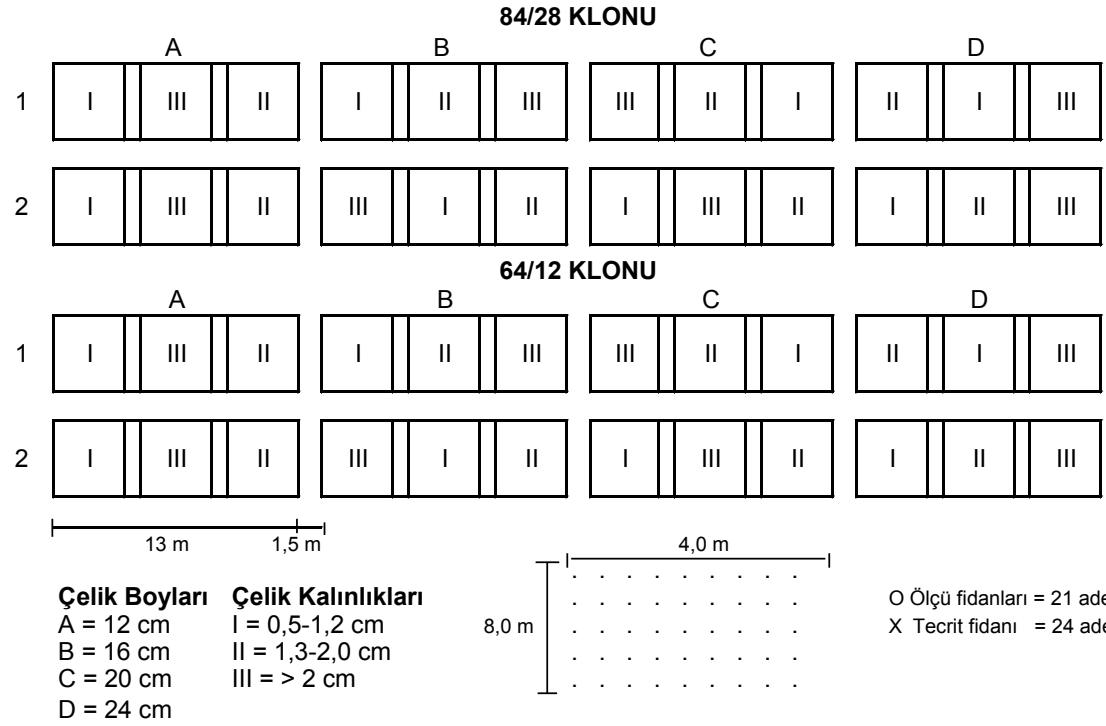 84/28 KLONU
A B C D
1 I III II I II III III II I II I III
2 I III II III I II I III II I II III
64/12 KLONU
A B C D
1 I III II I II III III II I II I III
2 I III II III I II I III II I II III
13 m 1,5 m
4,0 m
8,0 m
Çelik Boyları
A = 12 cm
B = 16 cm
C = 20 cm
D = 24 cm
Çelik Kalınlıkları
I = 0,5-1,2 cm
II = 1,3-2,0 cm
III = > 2 cm
O Ölçü fidanları = 21 ade
X Tecrit fidanı = 24 ade